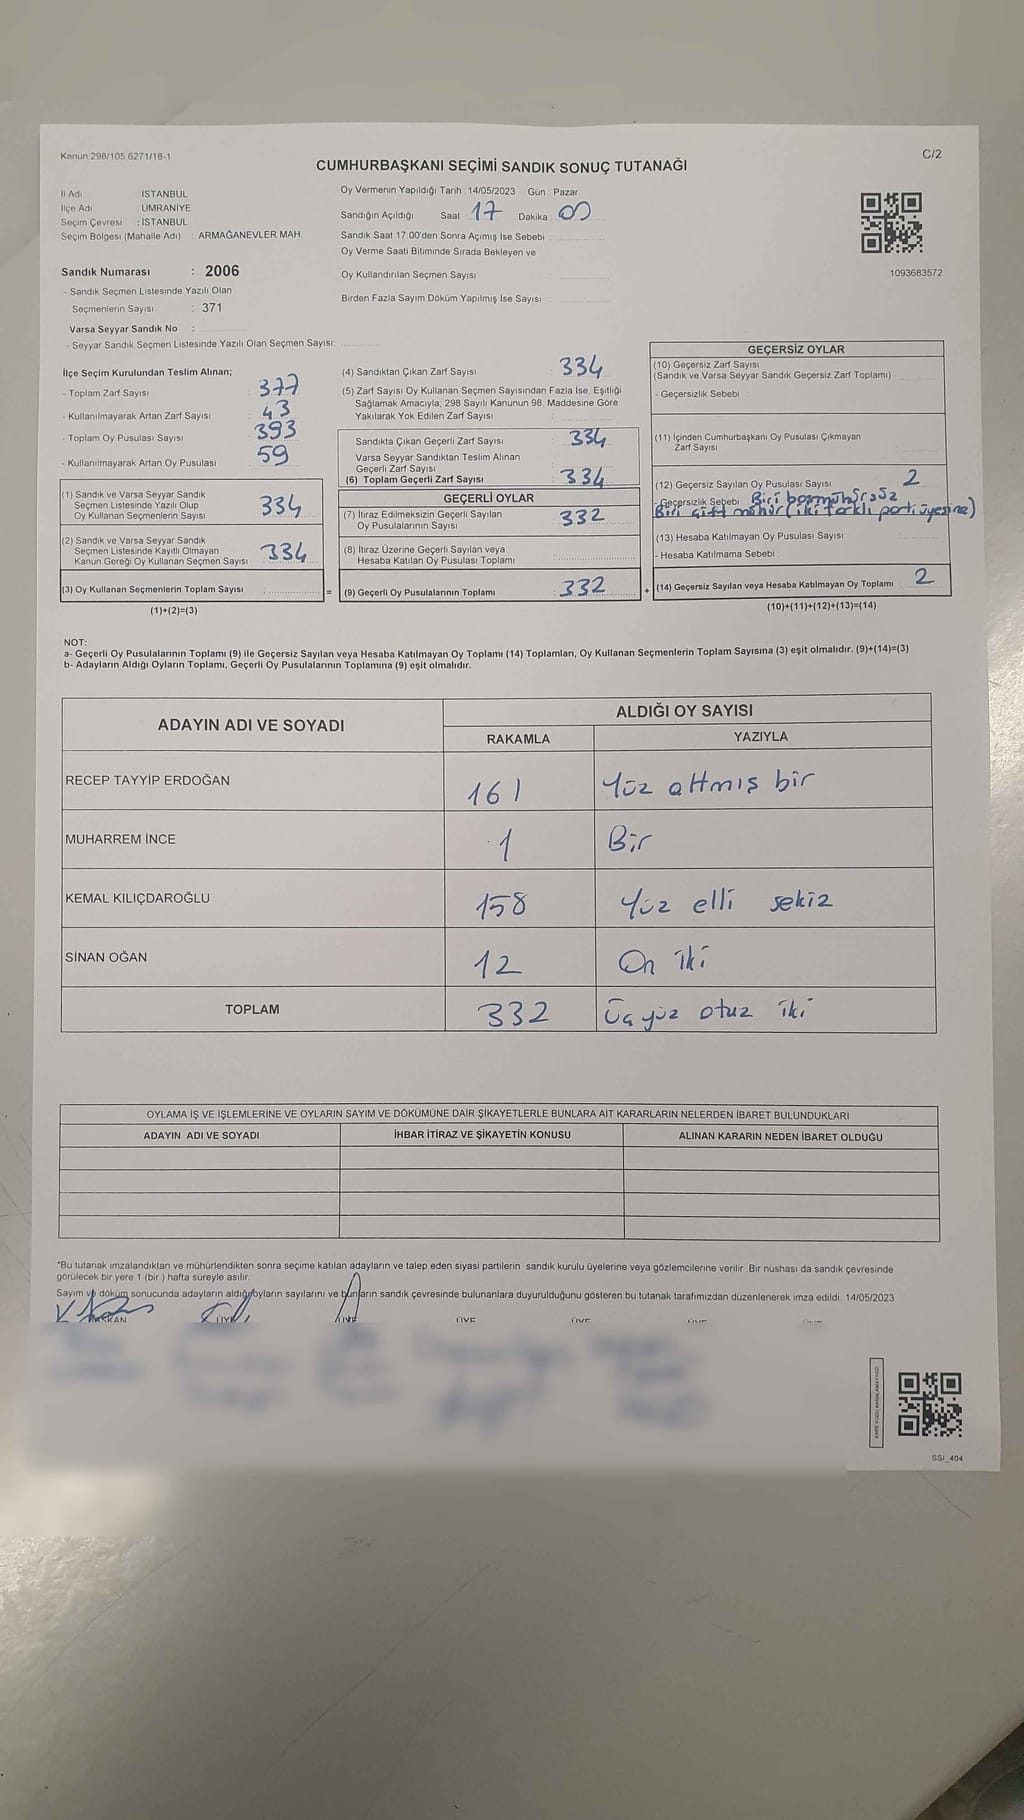 Kanun:298/105 6271/18-1
C/2
CUMHURBAŞKANI SEÇİMİ SANDIK SONUÇ TUTANAĞI
İl Adı İSTANBUL
İlçe Adı ÜMRANİYE
Seçim Çevresi : İSTANBUL
Seçim Bölgesi (Mahalle Adı) : ARMAĞANEVLER MAH.
Oy Vermenin Yapıldığı Tarih : 14/05/2023 Gün : Pazar
Sandığın Açıldığı Saat 17 Dakika
Sandık Saat 17:00'den Sonra Açımış İse Sebebi :
Oy Verme Saati Bitiminde Sırada Bekleyen ve
Oy Kullandırılan Seçmen Sayısı :
Birden Fazla Sayım Döküm Yapılmış İse Sayısı :
1093683572
Sandık Numarası : 2006
- Sandık Seçmen Listesinde Yazılı Olan
Seçmenlerin Sayısı : 371
Varsa Seyyar Sandık No :
- Seyyar Sandık Seçmen Listesinde Yazılı Olan Seçmen Sayısı:
İlçe Seçim Kurulundan Teslim Alınan;
- Toplam Zarf Sayısı 377
- Kullanılmayarak Artan Zarf Sayısı 43
- Toplam Oy Pusulası Sayısı 393
- Kullanılmayarak Artan Oy Pusulası 59
(1) Sandık ve Varsa Seyyar Sandık
Seçmen Listesinde Yazılı Olup
Oy Kullanan Seçmenlerin Sayısı 334
(2) Sandık ve Varsa Seyyar Sandık
Seçmen Listesinde Kayıtlı Olmayan
Kanun Gereği Oy Kullanan Seçmen Sayısı 334
(3) Oy Kullanan Seçmenlerin Toplam Sayısı =
(1)+(2)=(3)
(4) Sandıktan Çıkan Zarf Sayısı 334
(5) Zarf Sayısı Oy Kullanan Seçmen Sayısından Fazla İse, Eşitliği
Sağlamak Amacıyla; 298 Sayılı Kanunun 98. Maddesine Göre
Yakılarak Yok Edilen Zarf Sayısı :
Sandıkta Çıkan Geçerli Zarf Sayısı 334
Varsa Seyyar Sandıktan Teslim Alınan
Geçerli Zarf Sayısı
(6) Toplam Geçerli Zarf Sayısı : 334
GEÇERLİ OYLAR
(7) İtiraz Edilmeksizin Geçerli Sayılan
Oy Pusulalarının Sayısı : 332
(8) İtiraz Üzerine Geçerli Sayılan veya
Hesaba Katılan Oy Pusulası Toplamı :
(9) Geçerli Oy Pusulalarının Toplamı : 332 +
GEÇERSİZ OYLAR
(10) Geçersiz Zarf Sayısı
(Sandık ve Varsa Seyyar Sandık Geçersiz Zarf Toplamı) :
- Geçersizlik Sebebi :
(11) İçinden Cumhurbaşkanı Oy Pusulası Çıkmayan
Zarf Sayısı
(12) Geçersiz Sayılan Oy Pusulası Sayısı 2
- Geçersizlik Sebebi Biri boş mühürsüz
Biri çift mühür (iki farklı parti üyesine)
(13) Hesaba Katılmayan Oy Pusulası Sayısı
- Hesaba Katılmama Sebebi :
(14) Geçersiz Sayılan veya Hesaba Katılmayan Oy Toplamı 2
(10)+(11)+(12)+(13)=(14)
NOT:
a- Geçerli Oy Pusulalarının Toplamı (9) ile Geçersiz Sayılan veya Hesaba Katılmayan Oy Toplamı (14) Toplamları, Oy Kullanan Seçmenlerin Toplam Sayısına (3) eşit olmalıdır. (9)+(14)=(3)
b- Adayların Aldığı Oyların Toplamı, Geçerli Oy Pusulalarının Toplamına (9) eşit olmalıdır.
ADAYIN ADI VE SOYADI ALDIĞI OY SAYISI
RAKAMLA YAZIYLA
RECEP TAYYİP ERDOĞAN 161 Yüz altmış bir
MUHARREM İNCE 1 Bir
KEMAL KILIÇDAROĞLU 158 Yüz elli sekiz
SİNAN OĞAN 12 On iki
TOPLAM 332 Üç yüz otuz iki
OYLAMA İŞ VE İŞLEMLERİNE VE OYLARIN SAYIM VE DÖKÜMÜNE DAİR ŞİKAYETLERLE BUNLARA AİT KARARLARIN NELERDEN İBARET BULUNDUKLARI
ADAYIN ADI VE SOYADI İHBAR İTİRAZ VE ŞİKAYETİN KONUSU ALINAN KARARIN NEDEN İBARET OLDUĞU
*Bu tutanak imzalandıktan ve mühürlendikten sonra seçime katılan adayların ve talep eden siyasi partilerin sandık kurulu üyelerine veya gözlemcilerine verilir. Bir nüshası da sandık çevresinde
görülecek bir yere 1 (bir ) hafta süreyle asılır.
Sayım ve döküm sonucunda adayların aldığı oyların sayılarını ve bunların sandık çevresinde bulunanlara duyurulduğunu gösteren bu tutanak tarafımızdan düzenlenerek imza edildi. 14/05/2023
BAŞKAN ÜYE ÜYE ÜYE ÜYE
SSI_404